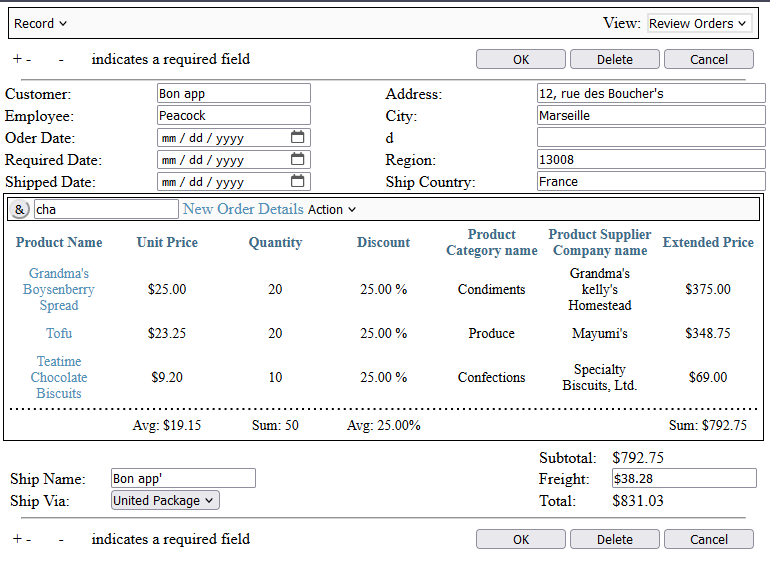 Record View: Review Orders
+ - - indicates a required field OK Delete Cancel
Customer: Bon app Address: 12, rue des Boucher's
Employee: Peacock City: Marseille
Oder Date: mm / dd / yyyy d
Required Date: mm / dd / yyyy Region: 13008
Shipped Date: mm / dd / yyyy Ship Country: France
& cha New Order Details Action
Product Name Unit Price Quantity Discount Product Category name Product Supplier Company name Extended Price
Grandma's Boysenberry Spread $25.00 20 25.00 % Condiments Grandma's kelly's Homestead $375.00
Tofu $23.25 20 25.00 % Produce Mayumi's $348.75
Teatime Chocolate Biscuits $9.20 10 25.00 % Confections Specialty Biscuits, Ltd. $69.00
Avg: $19.15 Sum: 50 Avg: 25.00% Sum: $792.75
Subtotal: $792.75
Ship Name: Bon app' Freight: $38.28
Ship Via: United Package Total: $831.03
+ - - indicates a required field OK Delete Cancel